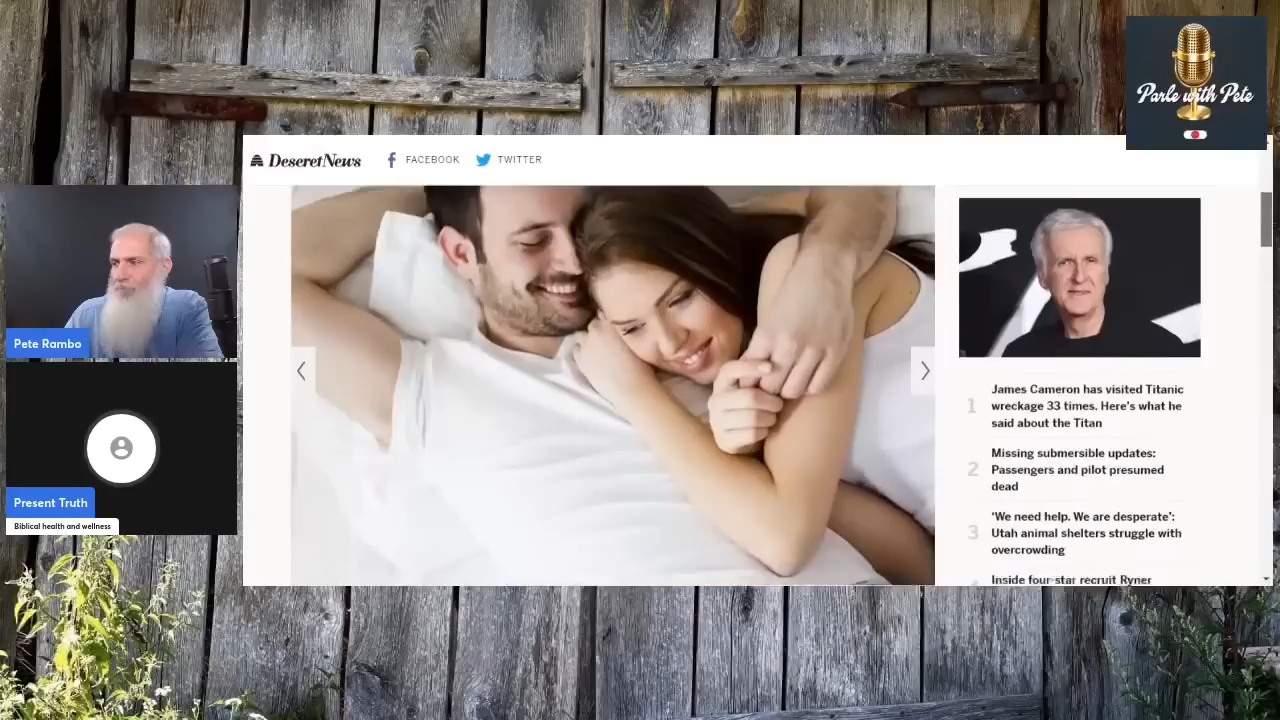 Parle with Pete
DeseretNews
FACEBOOK
TWITTER
Pete Rambo
Present Truth
Biblical health and wellness
1
James Cameron has visited Titanic
wreckage 33 times. Here's what he
said about the Titan
2
Missing submersible updates:
Passengers and pilot presumed
dead
3
‘We need help. We are desperate’:
Utah animal shelters struggle with
overcrowding
Inside four-star recruit Ryner